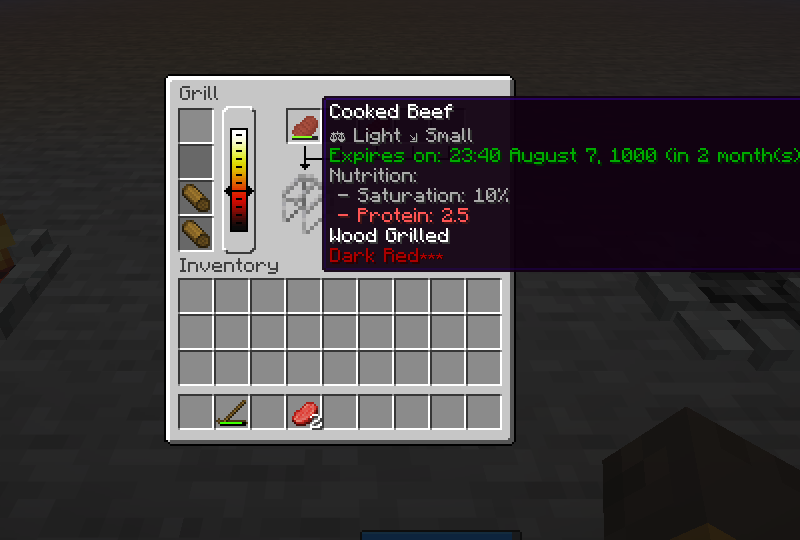 Grill
Cooked Beef
⚖ Light ⇲ Small
Expires on: 23:40 August 7, 1000 (in 2 month(s)
Nutrition:
- Saturation: 10%
- Protein: 2.5
Wood Grilled
Dark Red***
Inventory
2